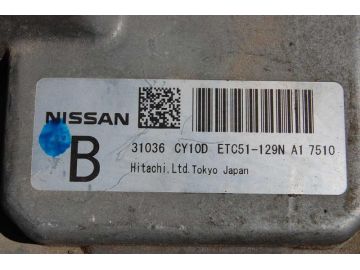 NISSAN
B
31036 CY10D ETC51-129N A1 7510
Hitachi,Ltd.Tokyo Japan